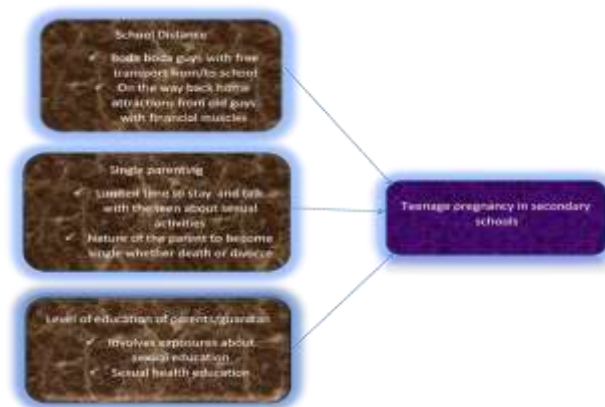 School Distance
✓ Boda boda guys with free
transport from/to school
✓ On the way back home
attractions from old guys
with financial muscles
Single parenting
✓ Limited time to stay and talk
with the teen about sexual
activities
✓ Nature of the parent to become
single whether death or divorce
Level of education of parents/guardian
✓ Involves exposures about
sexual education
✓ Sexual health education
Teenage pregnancy in secondary
schools